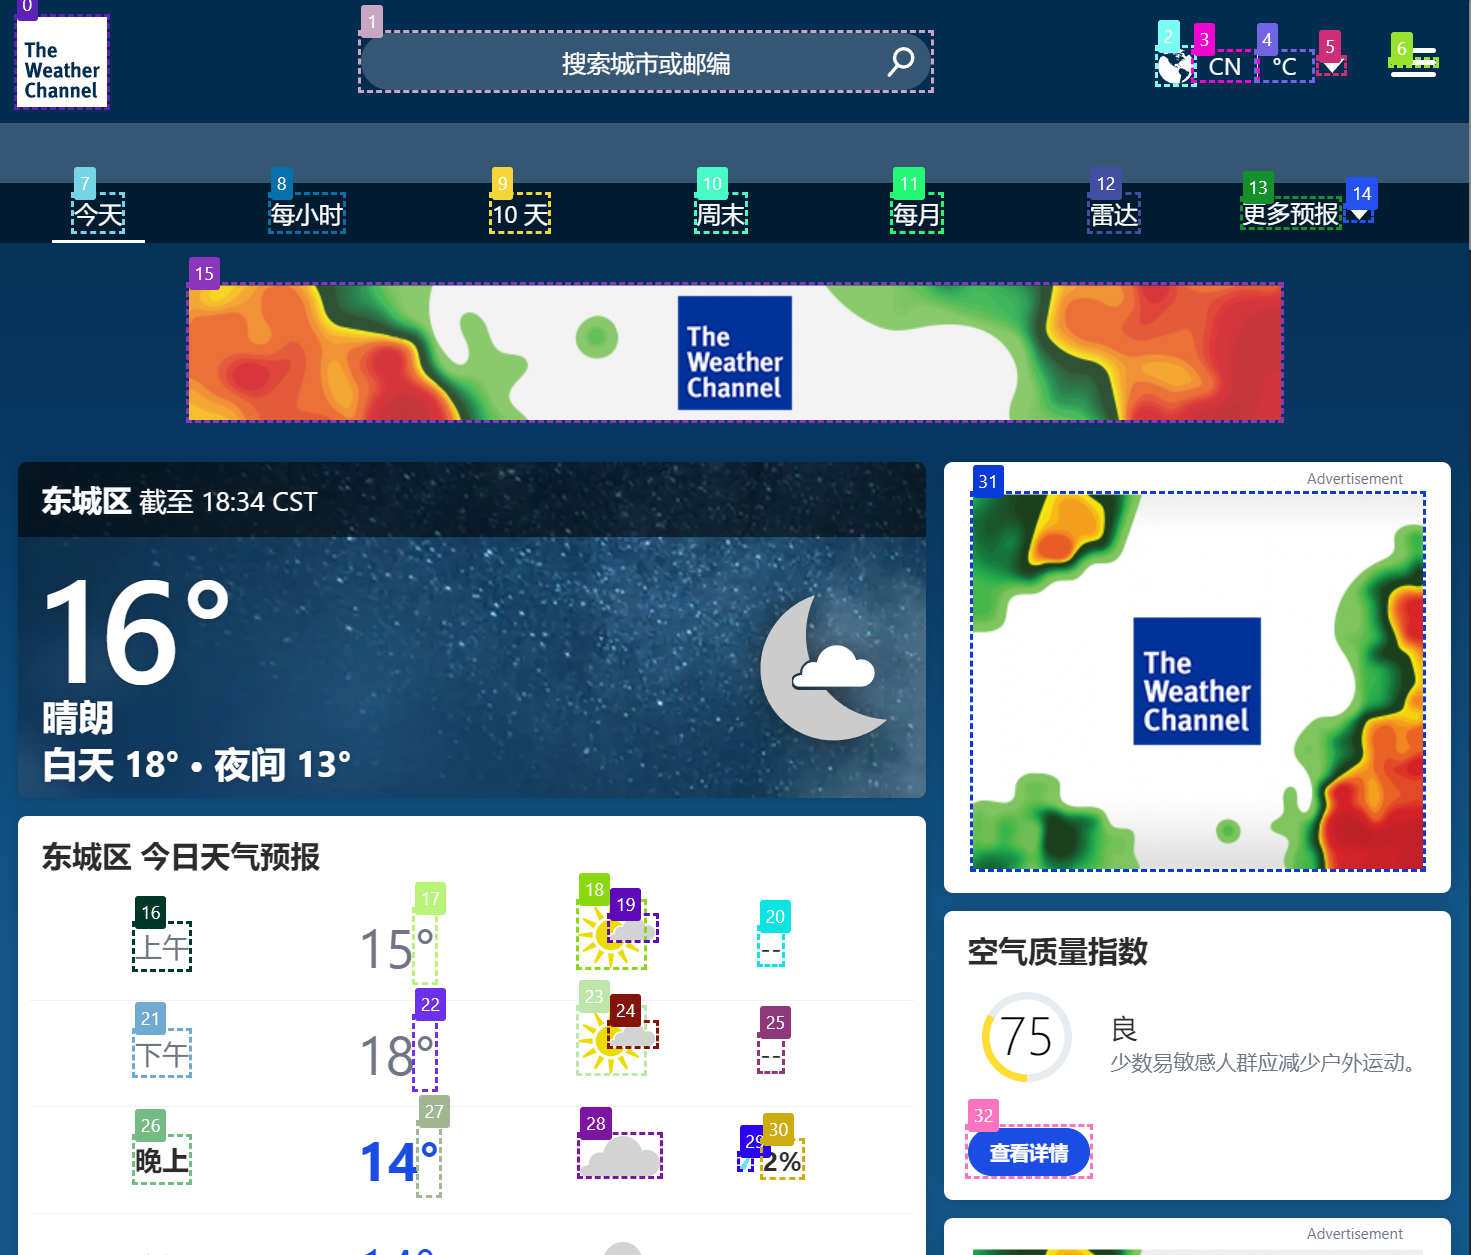 0
The
Weather
Channel
1
搜索城市或邮编
2
3
CN
4
°C
5
6
7
今天
8
每小时
9
10 天
10
周末
11
每月
12
雷达
13
更多预报
14
15
The
Weather
Channel
东城区 截至 18:34 CST
16°
晴朗
白天 18° • 夜间 13°
31
Advertisement
The
Weather
Channel
东城区 今日天气预报
16
上午
17
15°
18
19
20
--
21
下午
22
18°
23
24
25
--
26
晚上
27
14°
28
29
30
2%
14°
空气质量指数
75
良
少数易敏感人群应减少户外运动。
32
查看详情
Advertisement